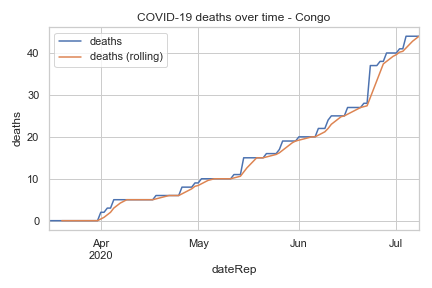 COVID-19 deaths over time - Congo
deaths
deaths (rolling)
40
30
20
10
0
deaths
Apr
2020
May
Jun
Jul
dateRep